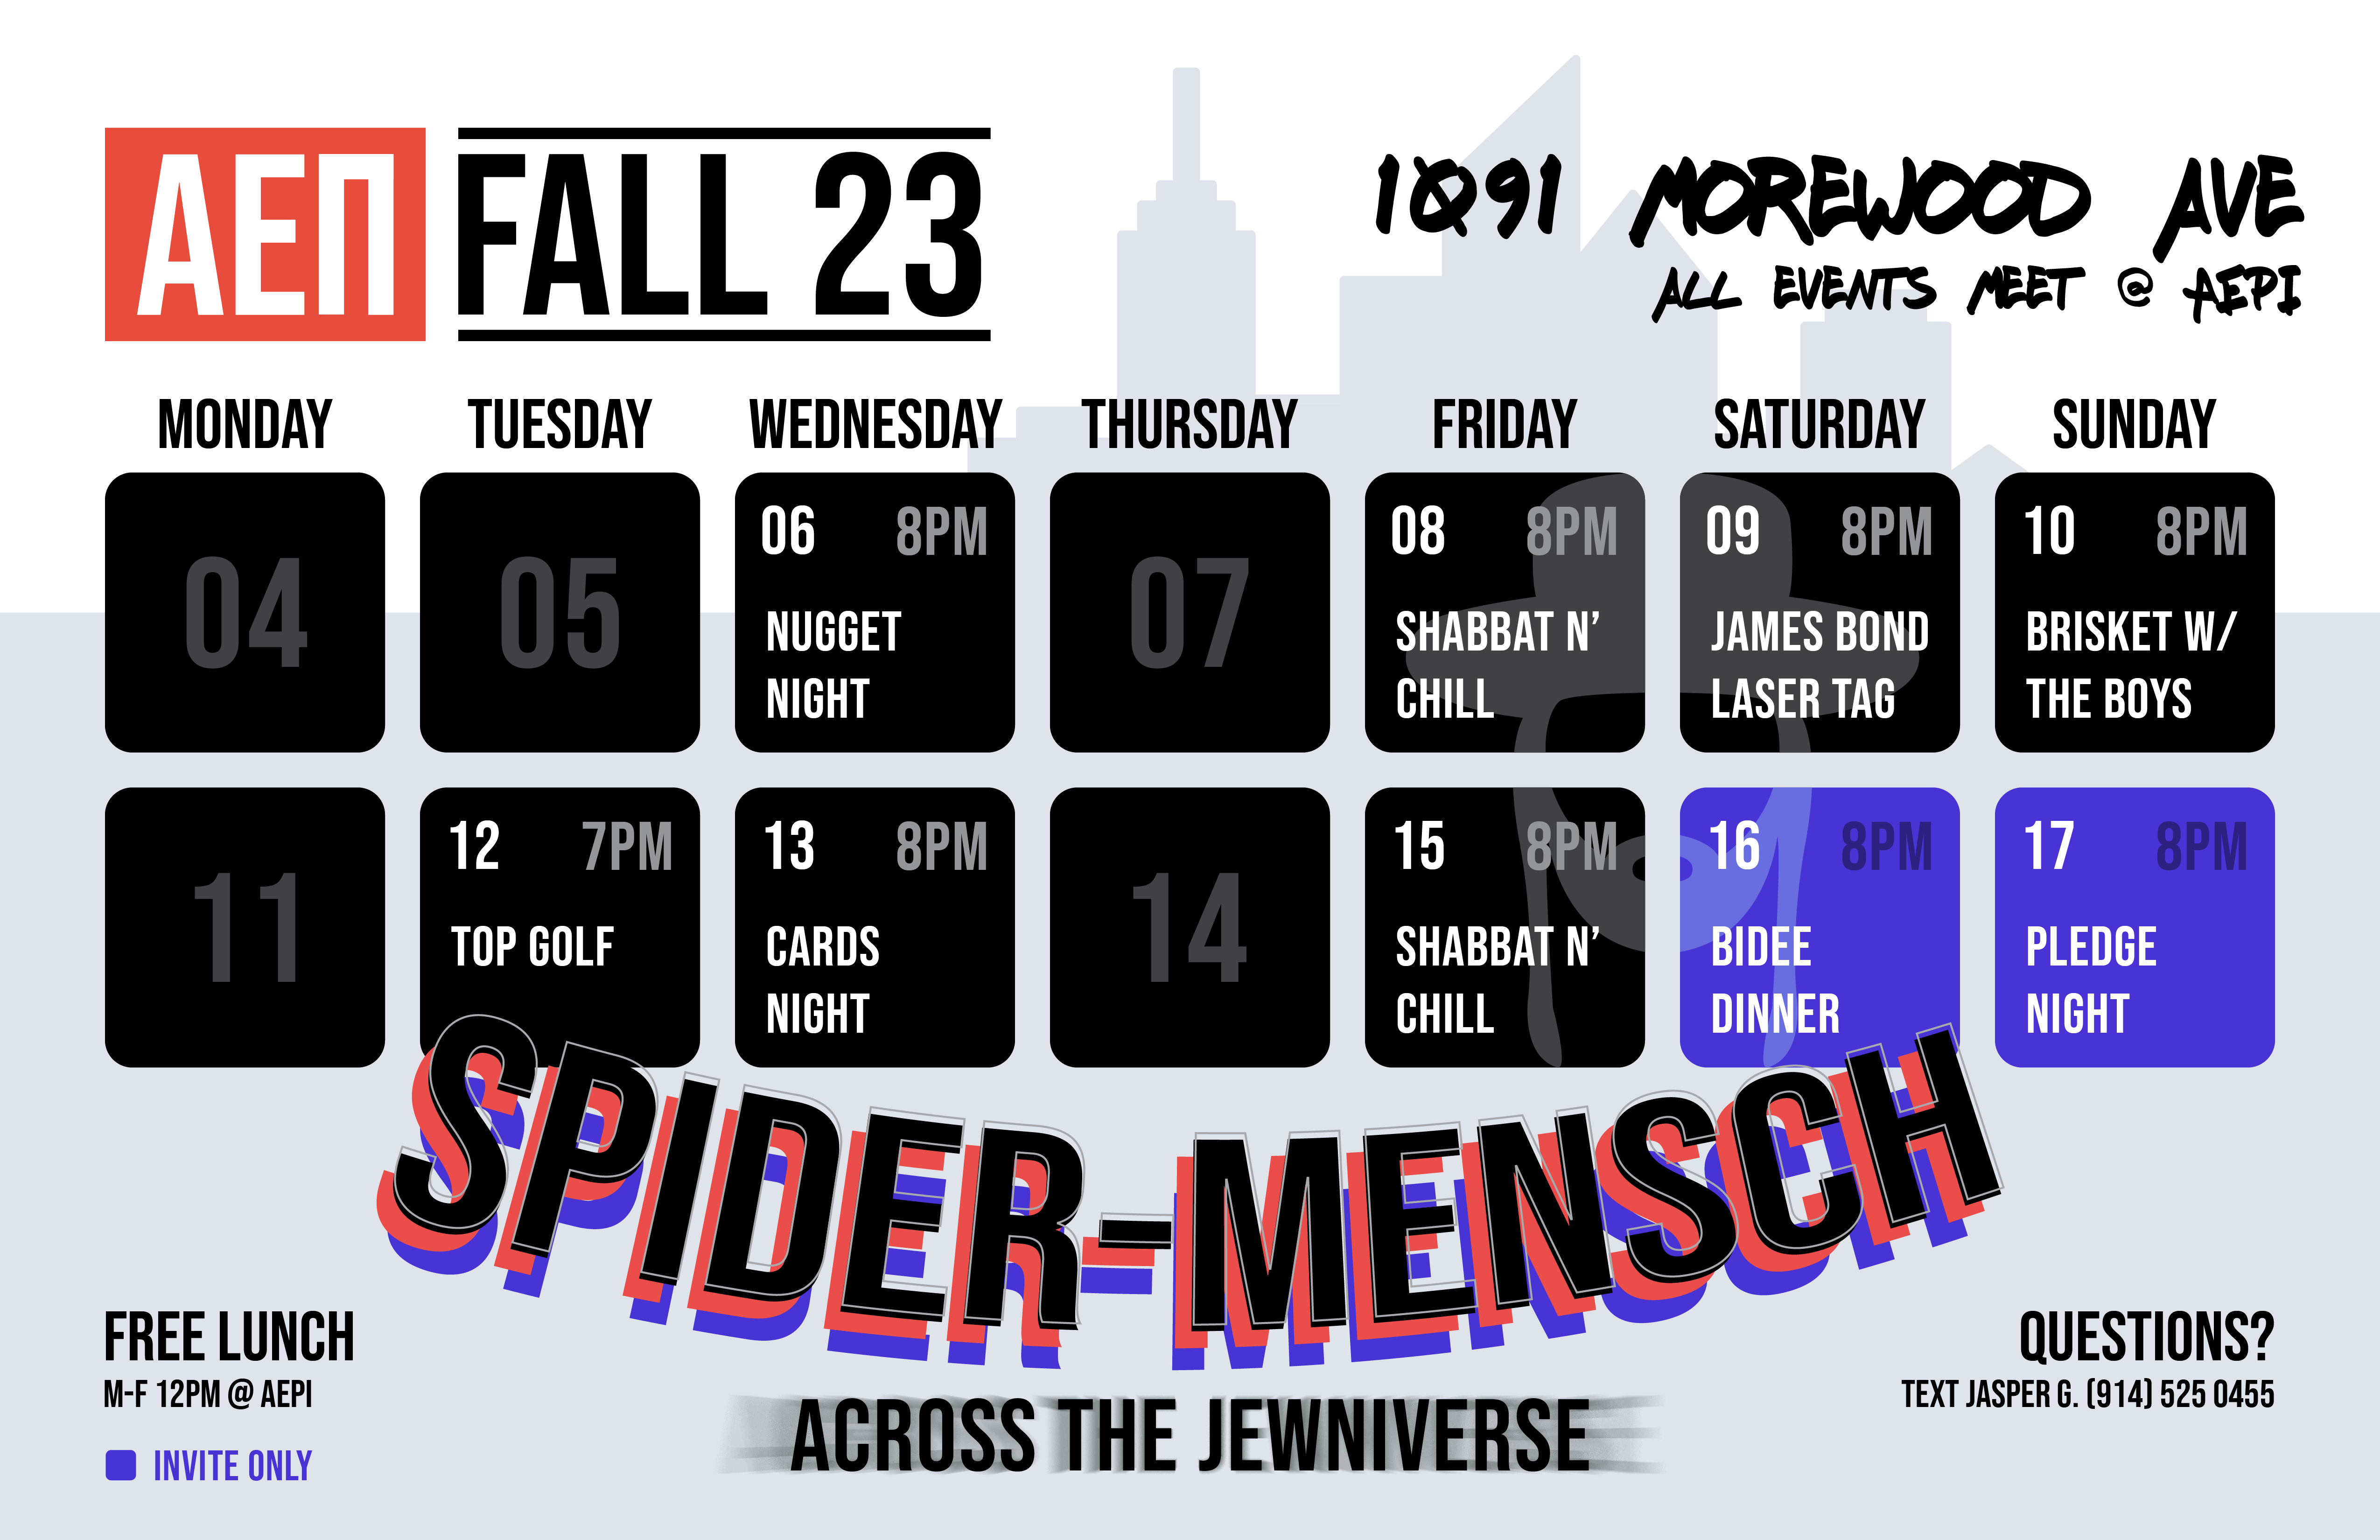 ΑΕΠ FALL 23
1091 MOREWOOD AVE
ALL EVENTS MEET @ AEPI
MONDAY TUESDAY WEDNESDAY THURSDAY FRIDAY SATURDAY SUNDAY
04
05
06 8PM
NUGGET
NIGHT
07
08 8PM
SHABBAT N’
CHILL
09 8PM
JAMES BOND
LASER TAG
10 8PM
BRISKET W/
THE BOYS
11
12 7PM
TOP GOLF
13 8PM
CARDS
NIGHT
14
15 8PM
SHABBAT N’
CHILL
16 8PM
BIDEE
DINNER
17 8PM
PLEDGE
NIGHT
SPIDER-MENSCH
ACROSS THE JEWNIVERSE
FREE LUNCH
M-F 12PM @ AEPI
INVITE ONLY
QUESTIONS?
TEXT JASPER G. (914) 525 0455